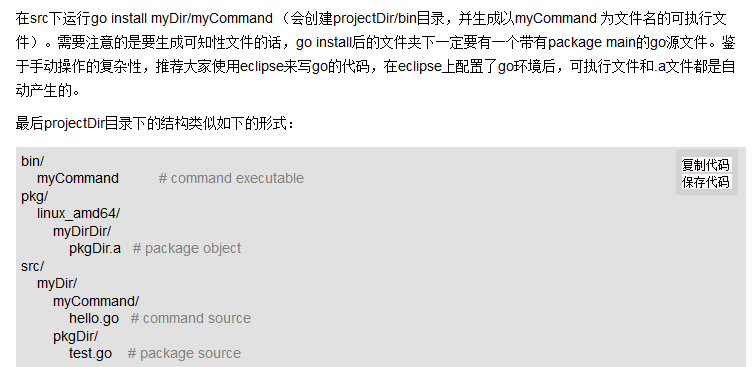 在src下运行go install myDir/myCommand （会创建projectDir/bin目录，并生成以myCommand 为文件名的可执行文
件）。需要注意的是要生成可知性文件的话，go install后的文件夹下一定要有一个带有package main的go源文件。鉴
于手动操作的复杂性，推荐大家使用eclipse来写go的代码，在eclipse上配置了go环境后，可执行文件和.a文件都是自
动产生的。
最后projectDir目录下的结构类似如下的形式：
复制代码
保存代码
bin/
    myCommand          # command executable
pkg/
    linux_amd64/
        myDirDir/
            pkgDir.a   # package object
src/
    myDir/
        myCommand/
            hello.go   # command source
        pkgDir/
            test.go    # package source